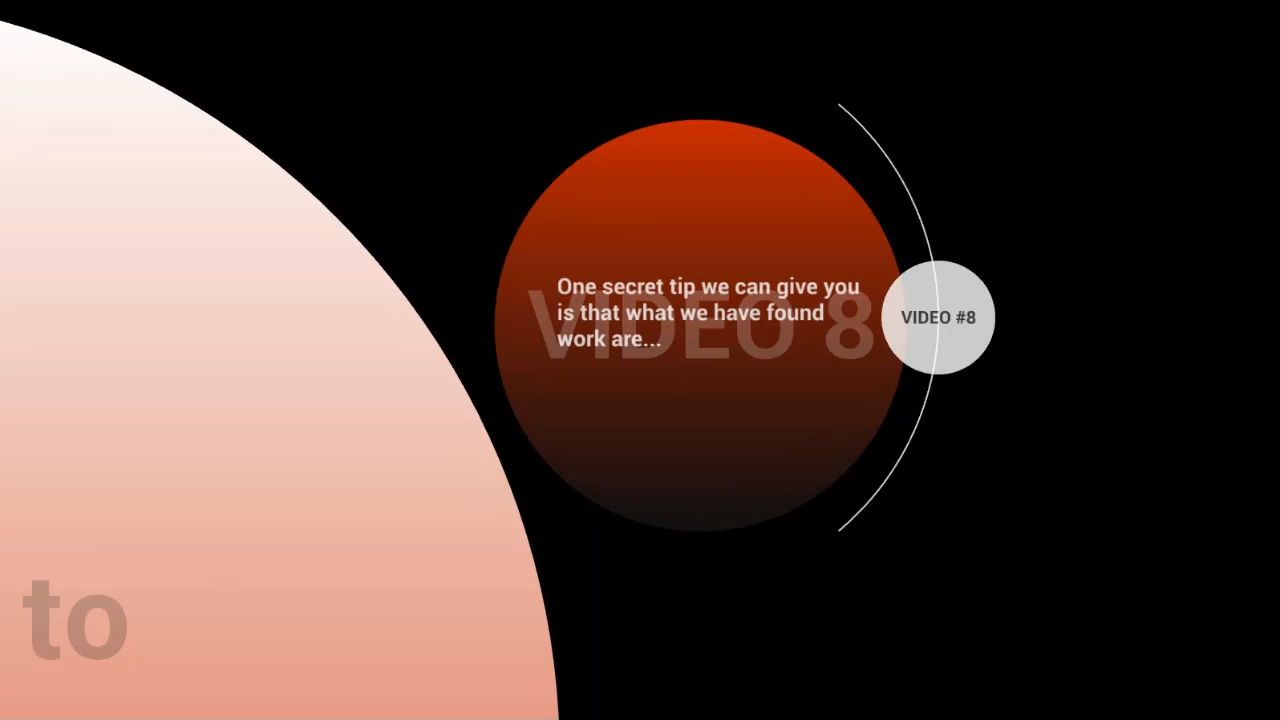 One secret tip we can give you
is that what we have found
work are...
VIDEO 8
VIDEO #8
to